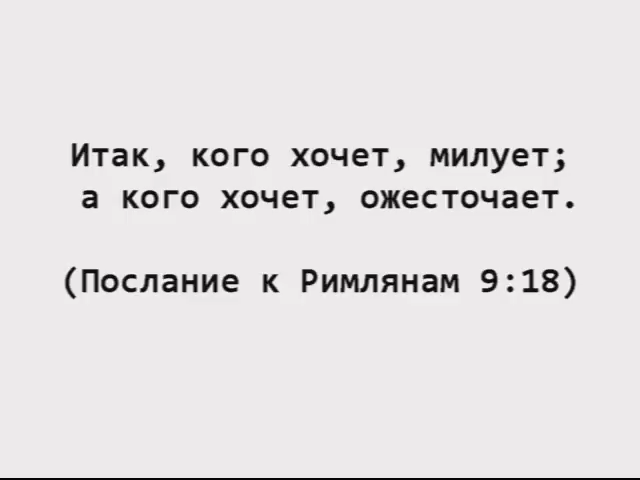 Итак, кого хочет, милует;
а кого хочет, ожесточает.
(Послание к Римлянам 9:18)